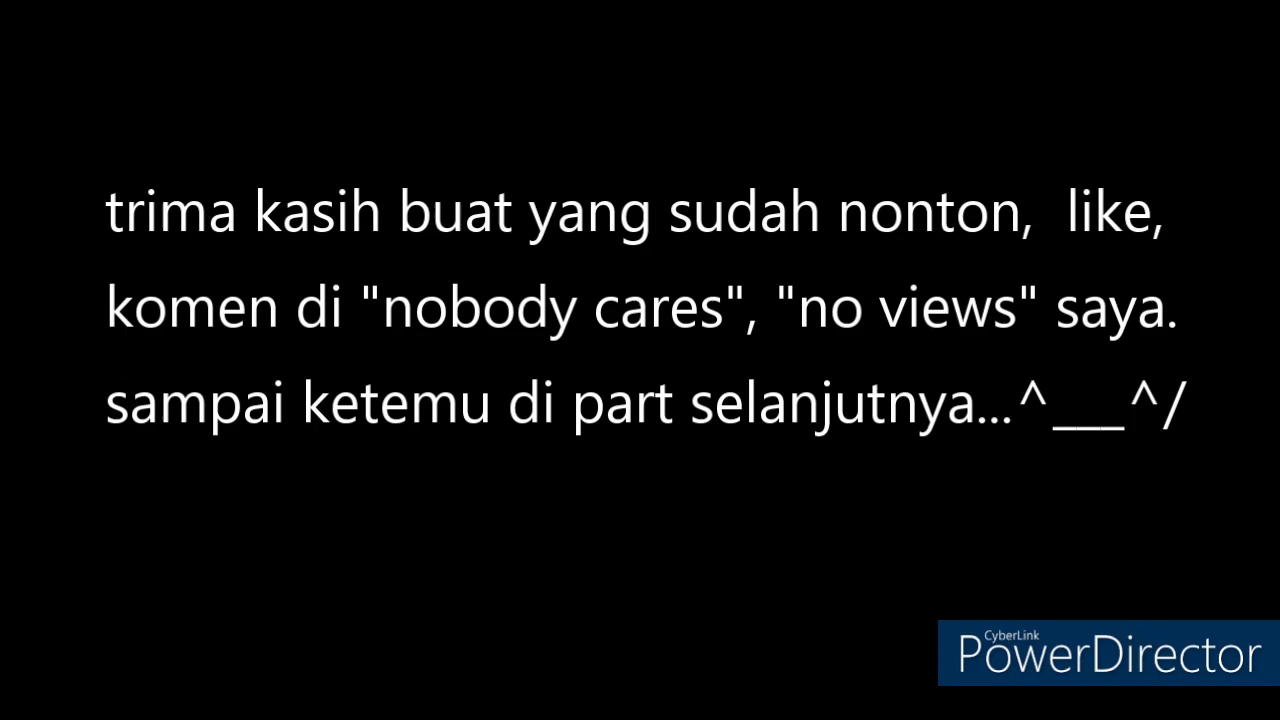 trima kasih buat yang sudah nonton,  like,
komen di "nobody cares", "no views" saya.
sampai ketemu di part selanjutnya...^___^/
CyberLink
PowerDirector